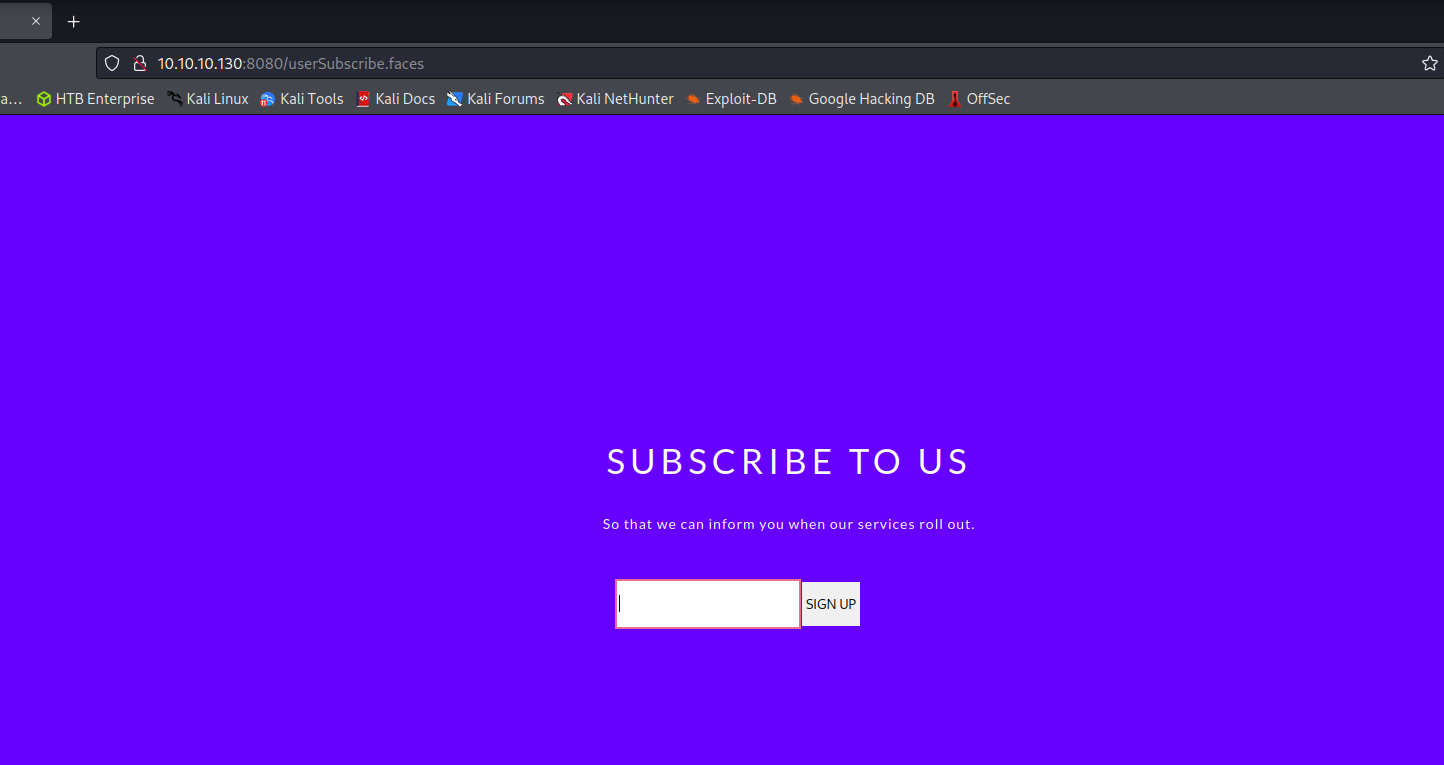 10.10.10.130:8080/userSubscribe.faces
a… HTB Enterprise Kali Linux Kali Tools Kali Docs Kali Forums Kali NetHunter Exploit-DB Google Hacking DB OffSec
SUBSCRIBE TO US
So that we can inform you when our services roll out.
SIGN UP